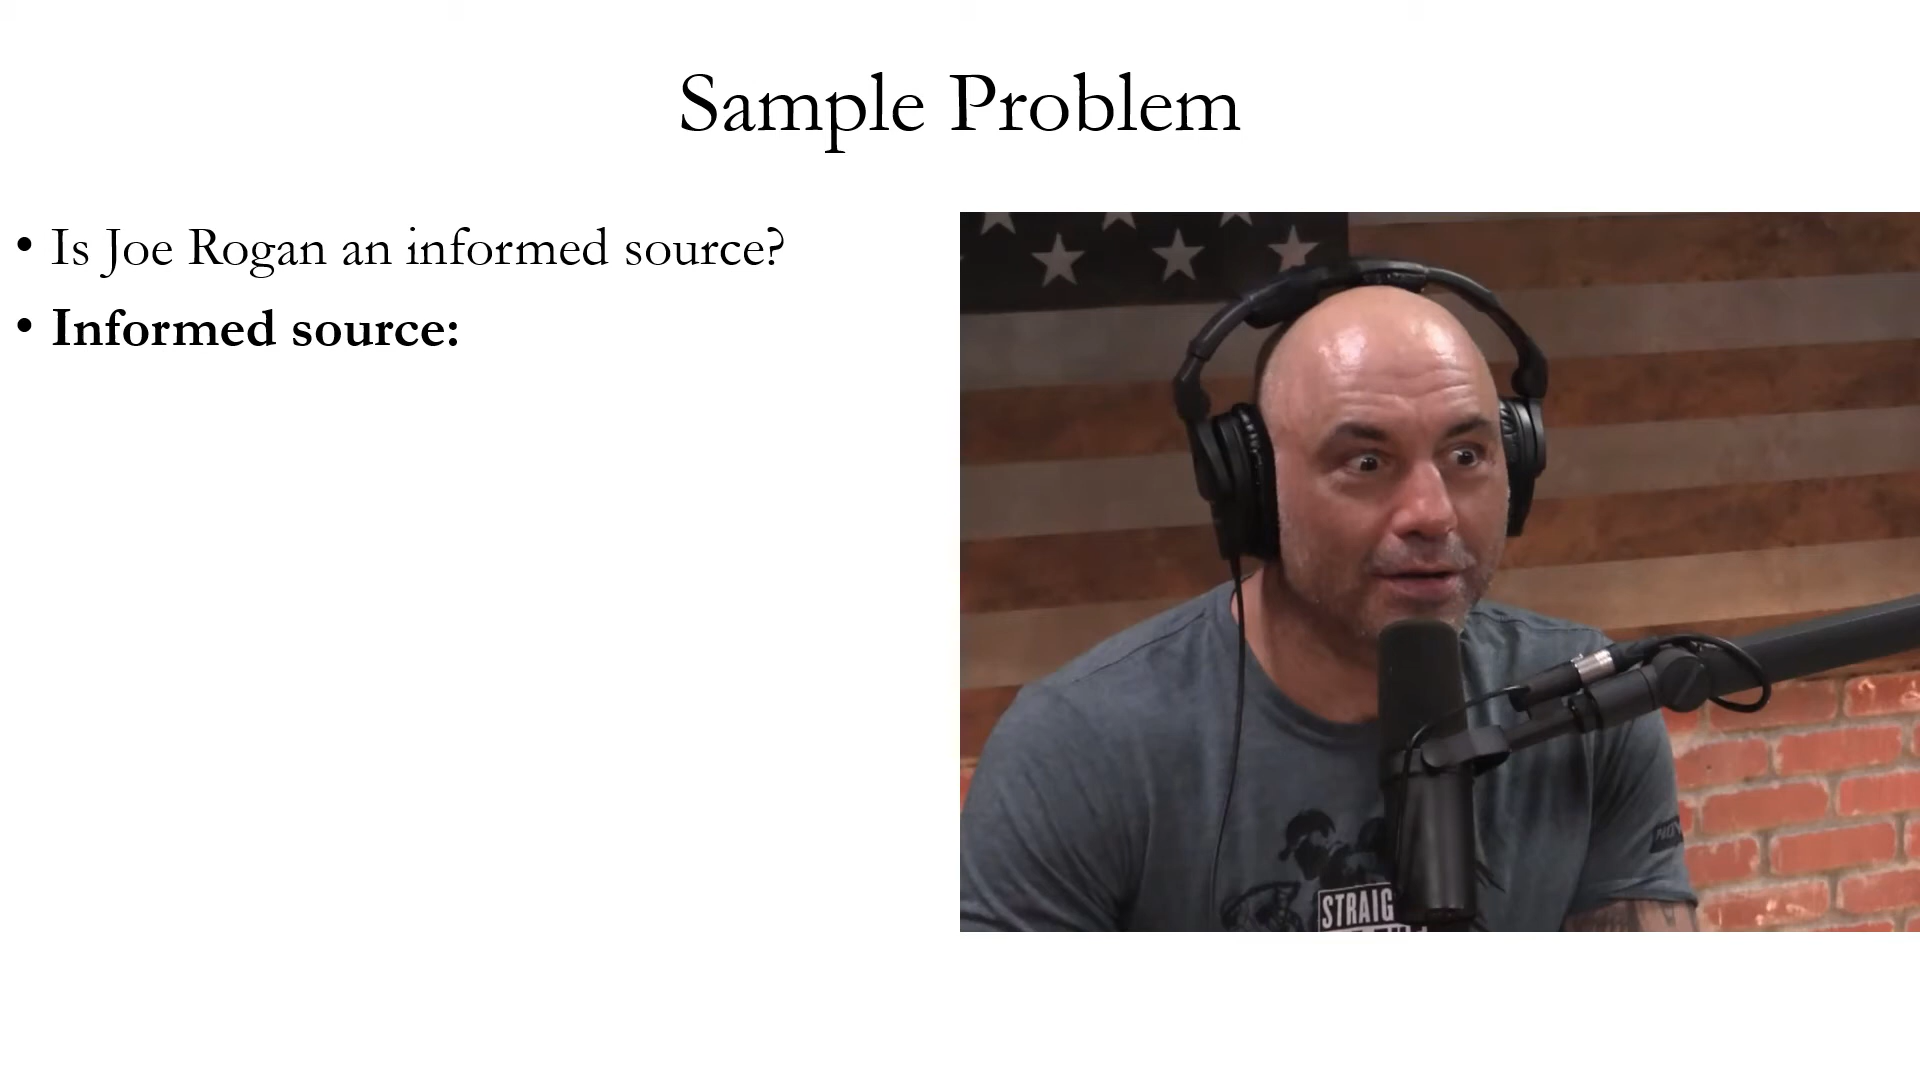 Sample Problem
• Is Joe Rogan an informed source?
• Informed source:
STRAIG